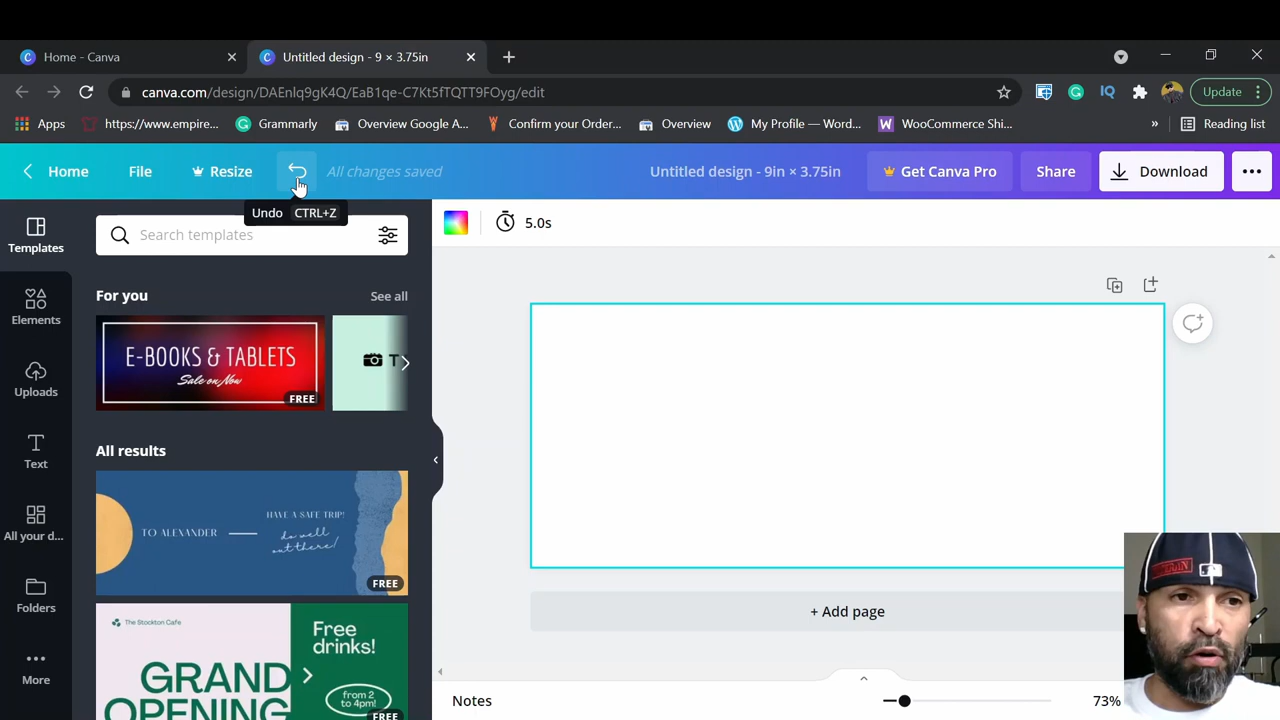 Home - Canva
Untitled design - 9 × 3.75in
canva.com/design/DAEnlq9gK4Q/EaB1qe-C7Kt5fTQTT9FOyg/edit
Update
Apps
https://www.empire...
Grammarly
Overview Google A...
Confirm your Order...
Overview
My Profile — Word...
WooCommerce Shi...
»
Reading list
Home
File
Resize
All changes saved
Untitled design - 9in × 3.75in
Get Canva Pro
Share
Download
Undo CTRL+Z
Templates
Search templates
5.0s
For you
See all
Elements
E-BOOKS & TABLETS
Sale on Now
FREE
T
Uploads
All results
Text
TO ALEXANDER
HAVE A SAFE TRIP!
do well
out there!
FREE
All your d...
Folders
The Stockton Cafe
Free
drinks!
GRAND
OPENING
from 2
to 4pm!
FREE
More
+ Add page
Notes
73%